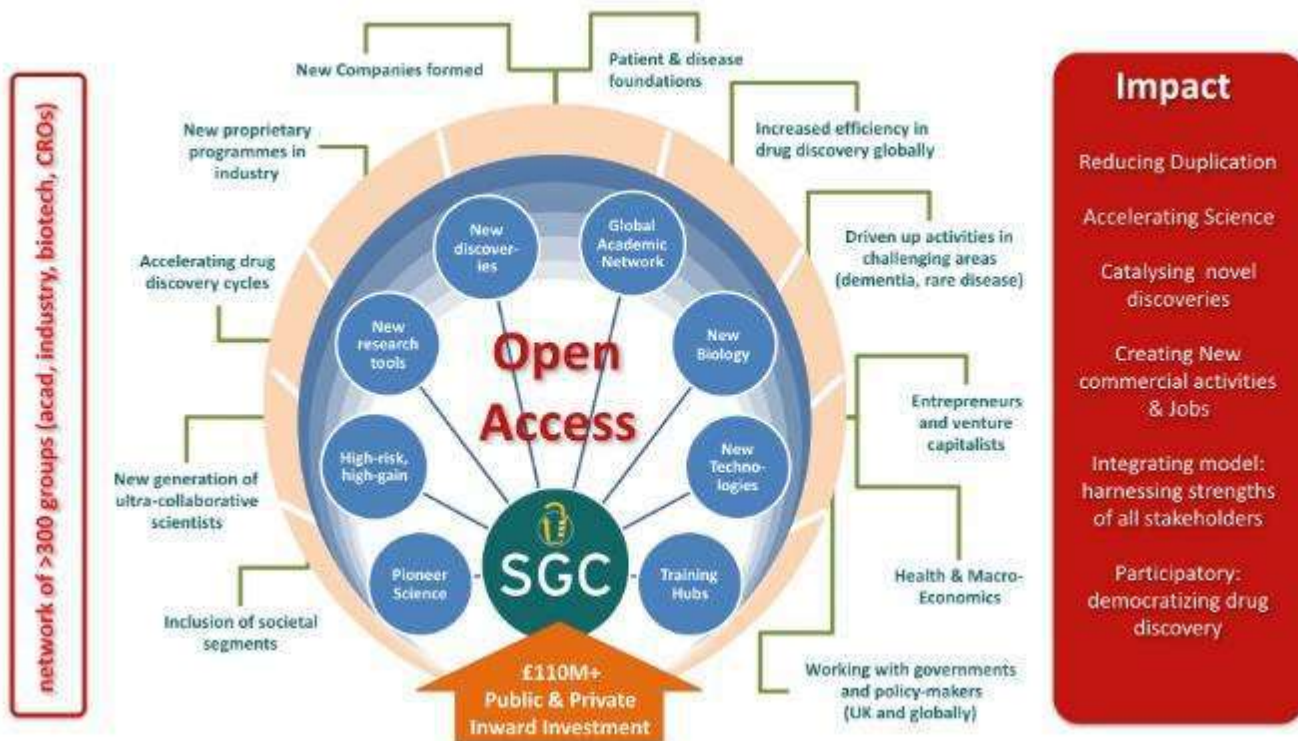 network of >300 groups (acad, industry, biotech, CROs)
New Companies formed
Patient & disease
foundations
New proprietary
programmes in
industry
Increased efficiency in
drug discovery globally
Accelerating drug
discovery cycles
Driven up activities in
challenging areas
(dementia, rare disease)
New generation of
ultra-collaborative
scientists
Entrepreneurs
and venture
capitalists
Inclusion of societal
segments
Health & Macro-
Economics
Working with governments
and policy-makers
(UK and globally)
New
discover-
ies
Global
Academic
Network
New
research
tools
New
Biology
High-risk,
high-gain
New
Techno-
logies
Pioneer
Science
Training
Hubs
Open
Access
SGC
£110M+
Public & Private
Inward Investment
Impact
Reducing Duplication
Accelerating Science
Catalysing novel
discoveries
Creating New
commercial activities
& Jobs
Integrating model:
harnessing strengths
of all stakeholders
Participatory:
democratizing drug
discovery